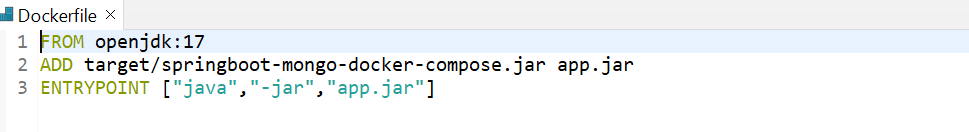 Dockerfile
1 FROM openjdk:17
2 ADD target/springboot-mongo-docker-compose.jar app.jar
3 ENTRYPOINT ["java","-jar","app.jar"]